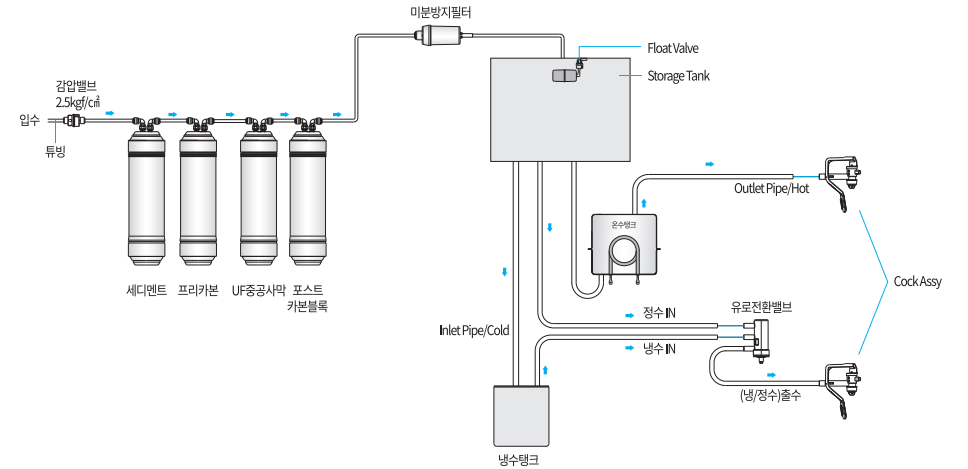 미분방지필터
Float Valve
Storage Tank
감압밸브
2.5kgf/㎠
입수
튜빙
세디멘트
프리카본
UF중공사막
포스트
카본블록
Outlet Pipe/Hot
온수탱크
Cock Assy
유로전환밸브
정수 IN
Inlet Pipe/Cold
냉수 IN
(냉/정수)출수
냉수탱크